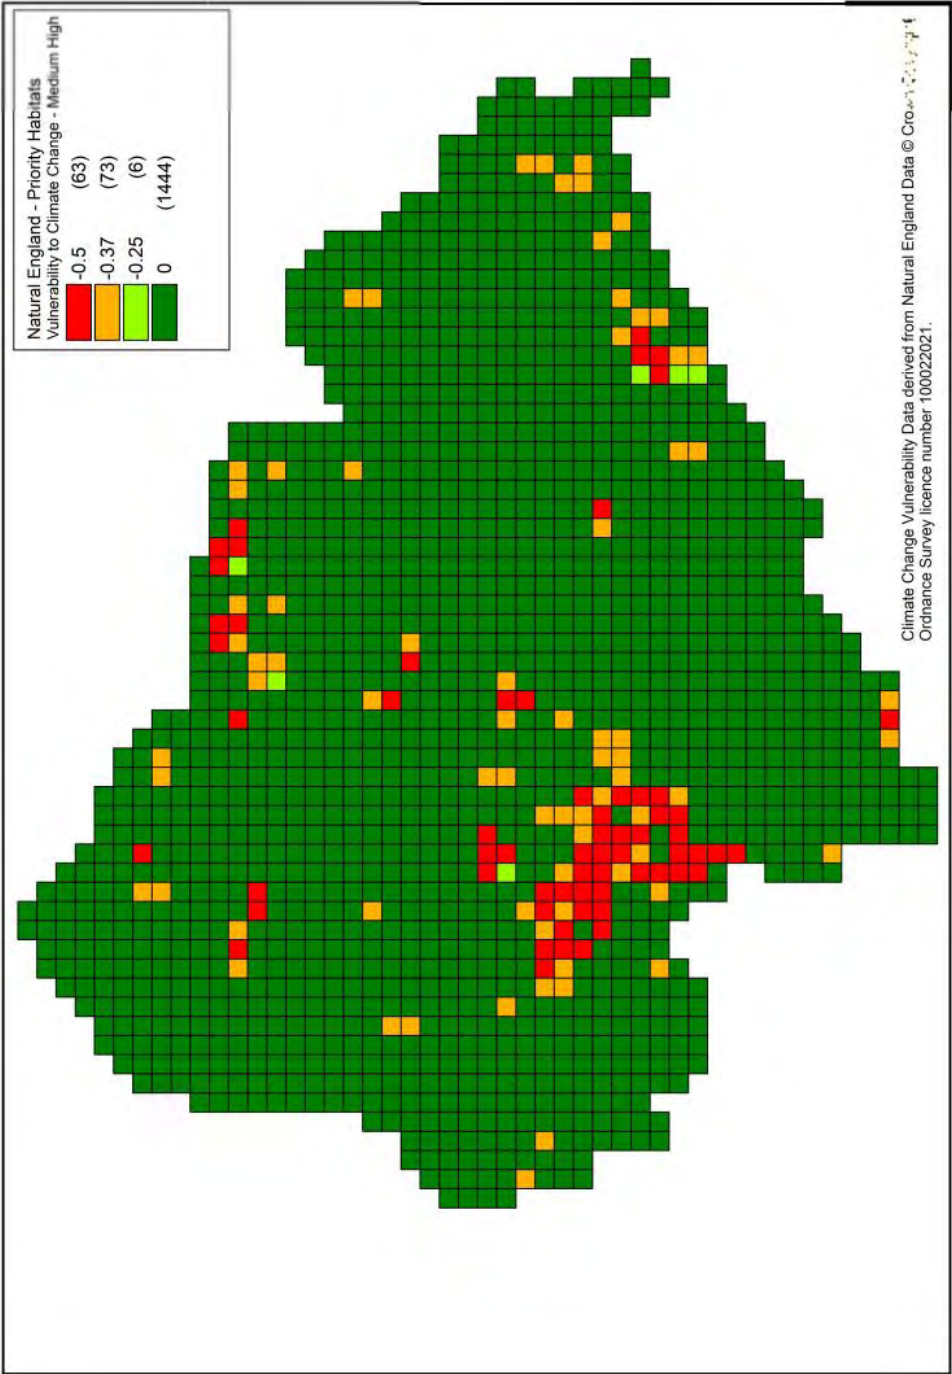 Natural England - Priority Habitats
Vulnerability to Climate Change - Medium High
-0.5 (63)
-0.37 (73)
-0.25 (6)
0 (1444)
Climate Change Vulnerability Data derived from Natural England Data ©
Ordnance Survey licence number 100022021.